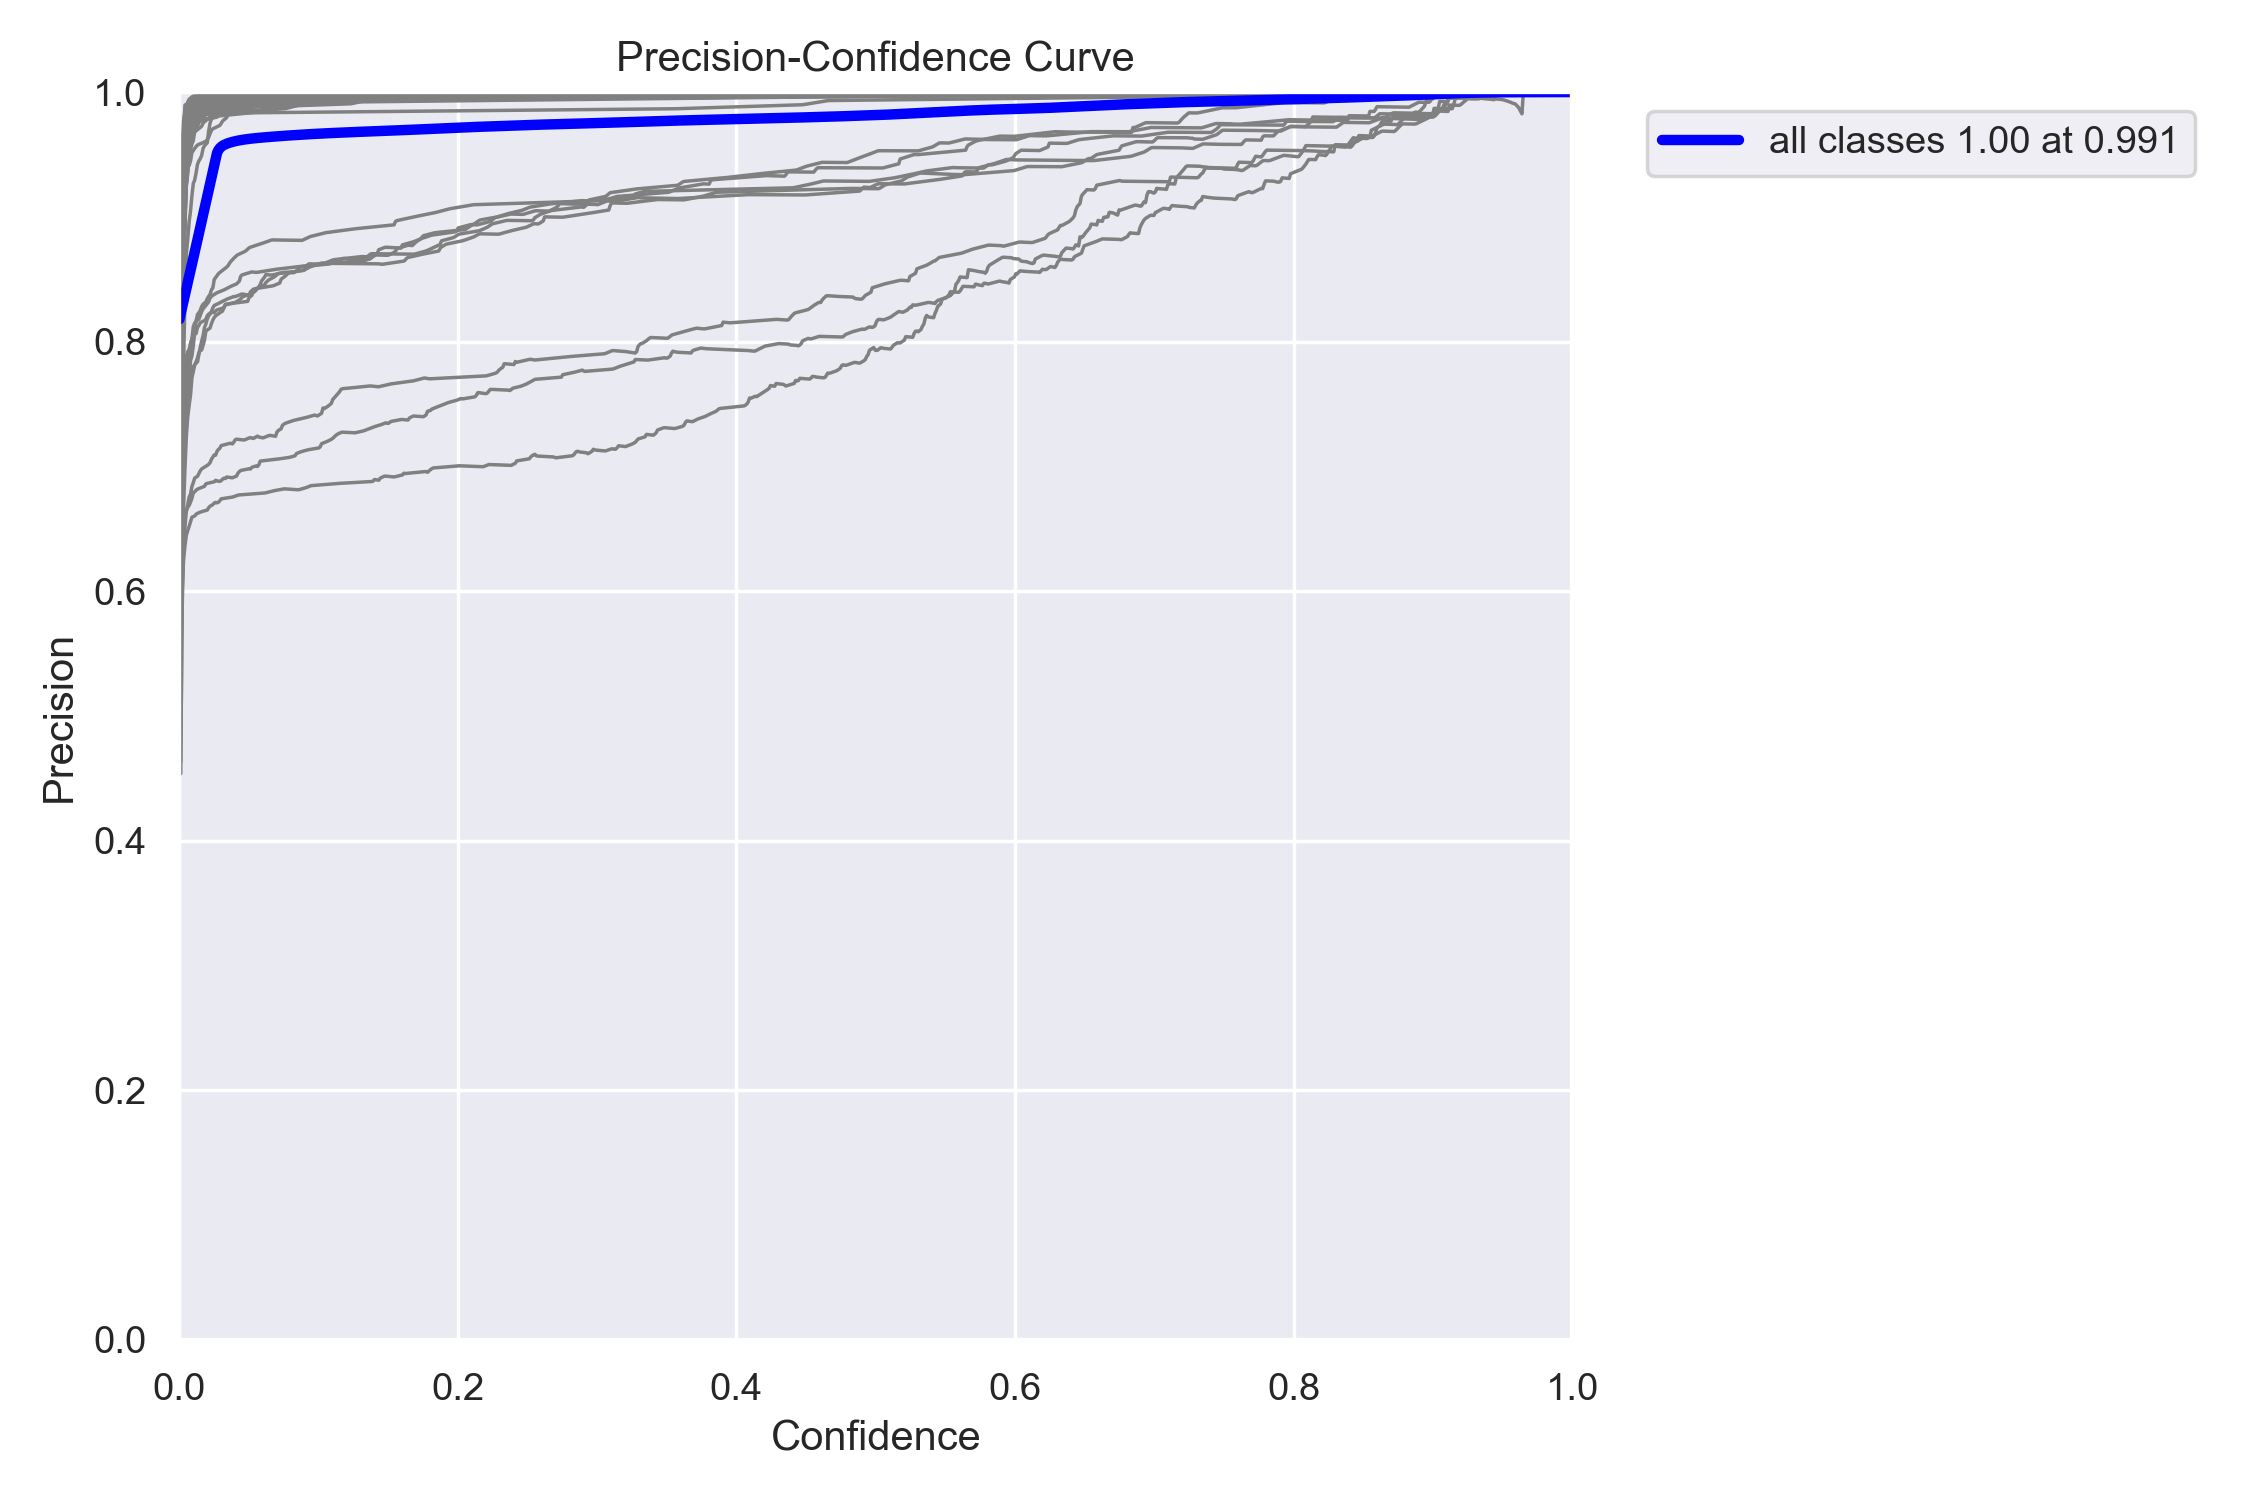 Precision-Confidence Curve
1.0
0.8
0.6
0.4
0.2
0.0
Precision
0.0 0.2 0.4 0.6 0.8 1.0
Confidence
all classes 1.00 at 0.991